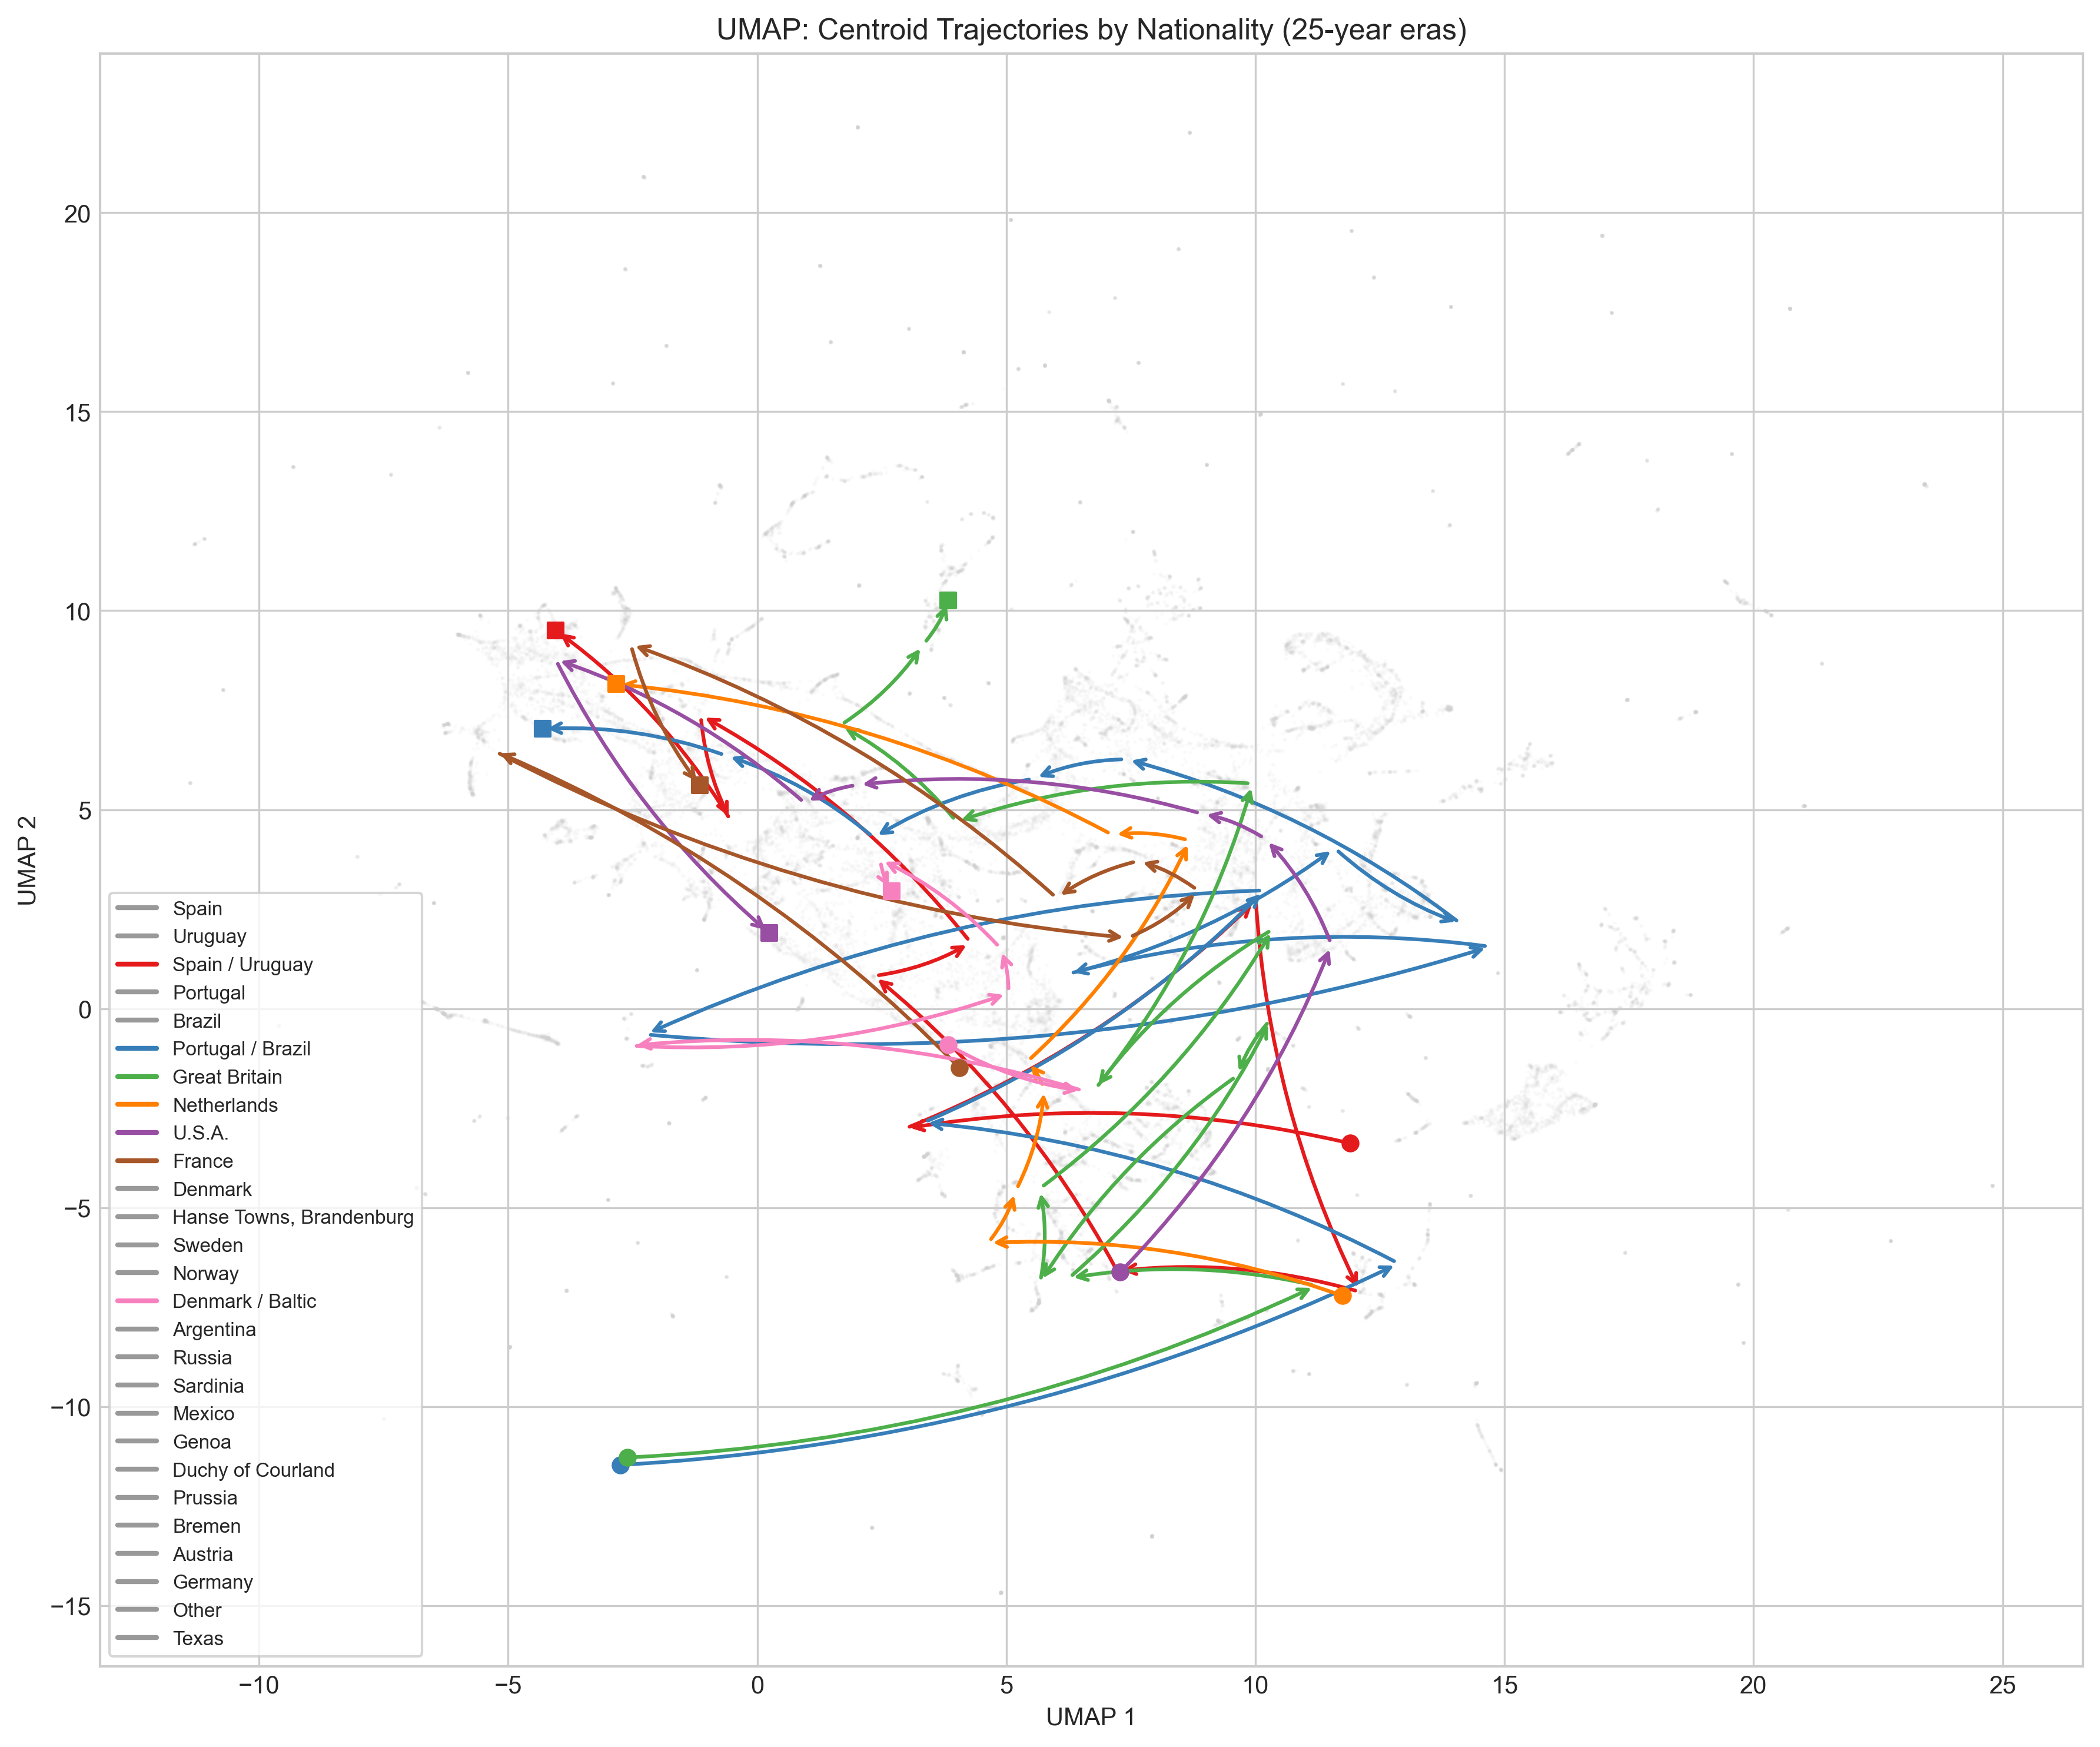 UMAP: Centroid Trajectories by Nationality (25-year eras)
UMAP 2
20
15
10
5
0
−5
−10
−15
Spain
Uruguay
Spain / Uruguay
Portugal
Brazil
Portugal / Brazil
Great Britain
Netherlands
U.S.A.
France
Denmark
Hanse Towns, Brandenburg
Sweden
Norway
Denmark / Baltic
Argentina
Russia
Sardinia
Mexico
Genoa
Duchy of Courland
Prussia
Bremen
Austria
Germany
Other
Texas
−10 −5 0 5 10 15 20 25
UMAP 1